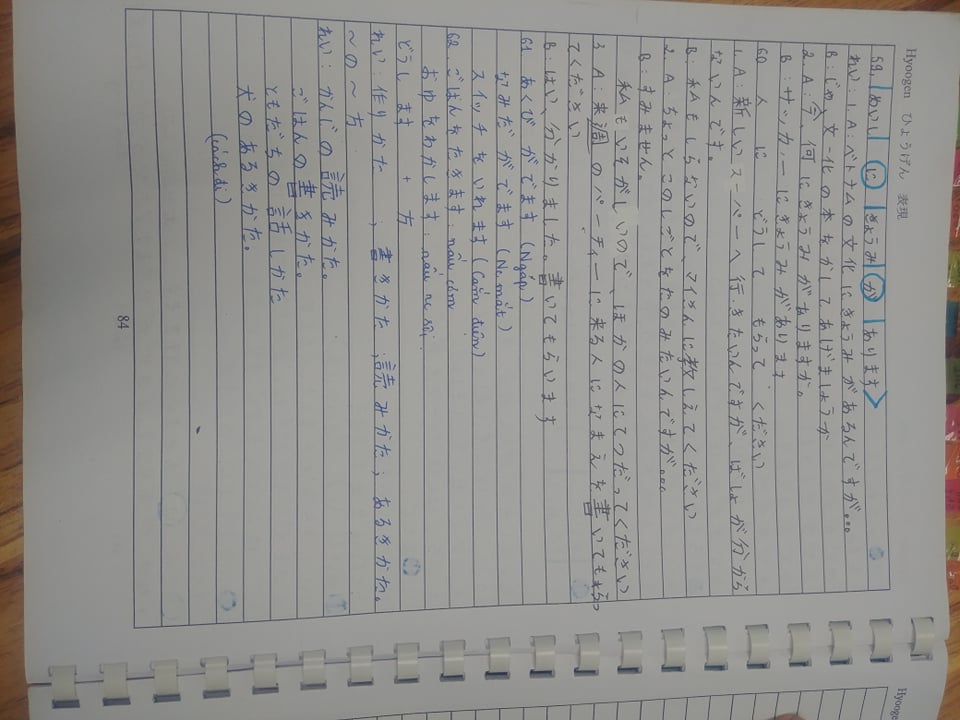 Hyoogen ひょうげん 表現
59, めいし に きょうみ が あります
れい: 1. A: ベトナムの文化にきょうみがあるんですが...
B: じゃ、文化の本をかしてあげましょうか
2. A: 今、何にきょうみがありますか。
B: サッカーにきょうみがあります
60 人 に どうして もらって ください
1. A: 新しいスーパーへ行きたいんですが、ばしょが分から
ないんです。
B: 私もしらないので、マイさんに教しえてください
2. A: ちょっとこのしごとをたのみたいんですが...
B: すみません。
私もいそがしいので、ほかの人にてつだってください
3 A: 来週のパーティーに来る人になまえを書いてもらっ
てください
B: はい、分かりました。書いてもらいます
61 あくびがでます (Ngáp)
なみだがでます (Nc mắt)
スイッチをいれます (Cắm điện)
62. ごはんをたきます: nấu cơm
おゆをわかします: nấu nc sôi
どうします + 方
れい: 作りかた ; 書きかた ; 読みかた ; あるきかた。
～の～方
れい: かんじの読みかた。
ごはんの書きかた。
ともだちの話しかた
犬のあるきかた。
(cách đi)
84
Hyooge